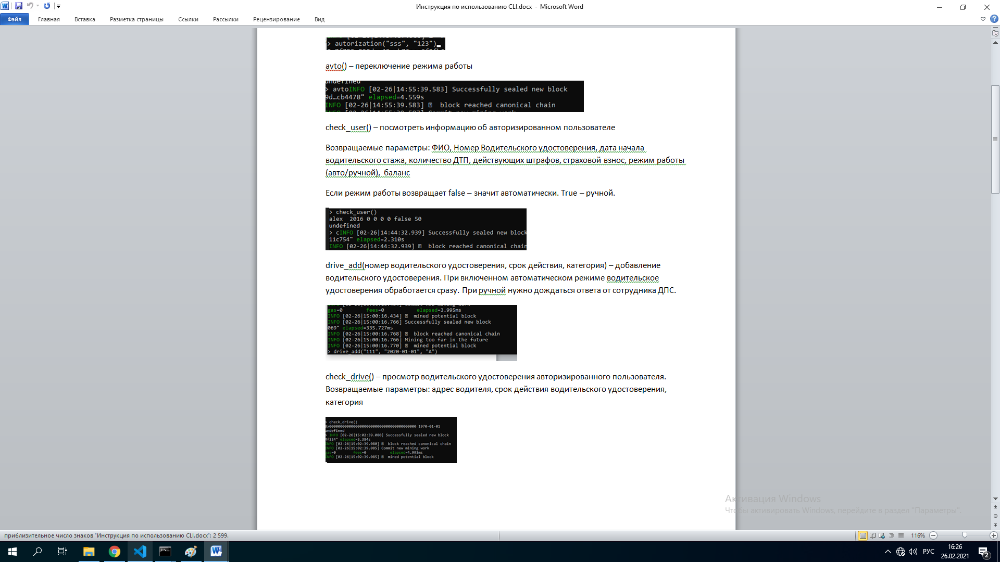 Инструкция по использованию CLI.docx - Microsoft Word
Файл Главная Вставка Разметка страницы Ссылки Рассылки Рецензирование Вид
> autorization("sss", "123")
avto() – переключение режима работы
undefined
> avtoINFO [02-26|14:55:39.583] Successfully sealed new block
9d…cb4478" elapsed=4.559s
INFO [02-26|14:55:39.583] block reached canonical chain
check_user() – посмотреть информацию об авторизированном пользователе
Возвращаемые параметры: ФИО, Номер Водительского удостоверения, дата начала
водительского стажа, количество ДТП, действующих штрафов, страховой взнос, режим работы
(авто/ручной), баланс
Если режим работы возвращает false – значит автоматически. True – ручной.
> check_user()
alex 2016 0 0 0 0 false 50
undefined
> cINFO [02-26|14:44:32.939] Successfully sealed new block
11c754" elapsed=2.310s
INFO [02-26|14:44:32.939] block reached canonical chain
drive_add(номер водительского удостоверения, срок действия, категория) – добавление
водительского удостоверения. При включенном автоматическом режиме водительское
удостоверения обработается сразу. При ручной нужно дождаться ответа от сотрудника ДПС.
gas=0 fees=0 elapsed=3.995ms
INFO [02-26|15:00:16.434] mined potential block
INFO [02-26|15:00:16.766] Successfully sealed new block
069" elapsed=335.727ms
INFO [02-26|15:00:16.768] block reached canonical chain
INFO [02-26|15:00:16.766] Mining too far in the future
INFO [02-26|15:00:16.770] mined potential block
> drive_add("111", "2020-01-01", "A")
check_drive() – просмотр водительского удостоверения авторизированного пользователя.
Возвращаемые параметры: адрес водителя, срок действия водительского удостоверения,
категория
> check_drive()
0x0000000000000000000000000000000000000000 1970-01-01
undefined
> INFO [02-26|15:02:39.080] Successfully sealed new block
4f324" elapsed=3.384s
INFO [02-26|15:02:39.080] block reached canonical chain
INFO [02-26|15:02:39.085] Commit new mining work
gas=0 fees=0 elapsed=4.993ms
INFO [02-26|15:02:39.085] mined potential block
Активация Windows
Чтобы активировать Windows, перейдите в раздел "Параметры".
приблизительное число знаков "Инструкция по использованию CLI.docx": 2 599.
116%
РУС
16:26
26.02.2021
2